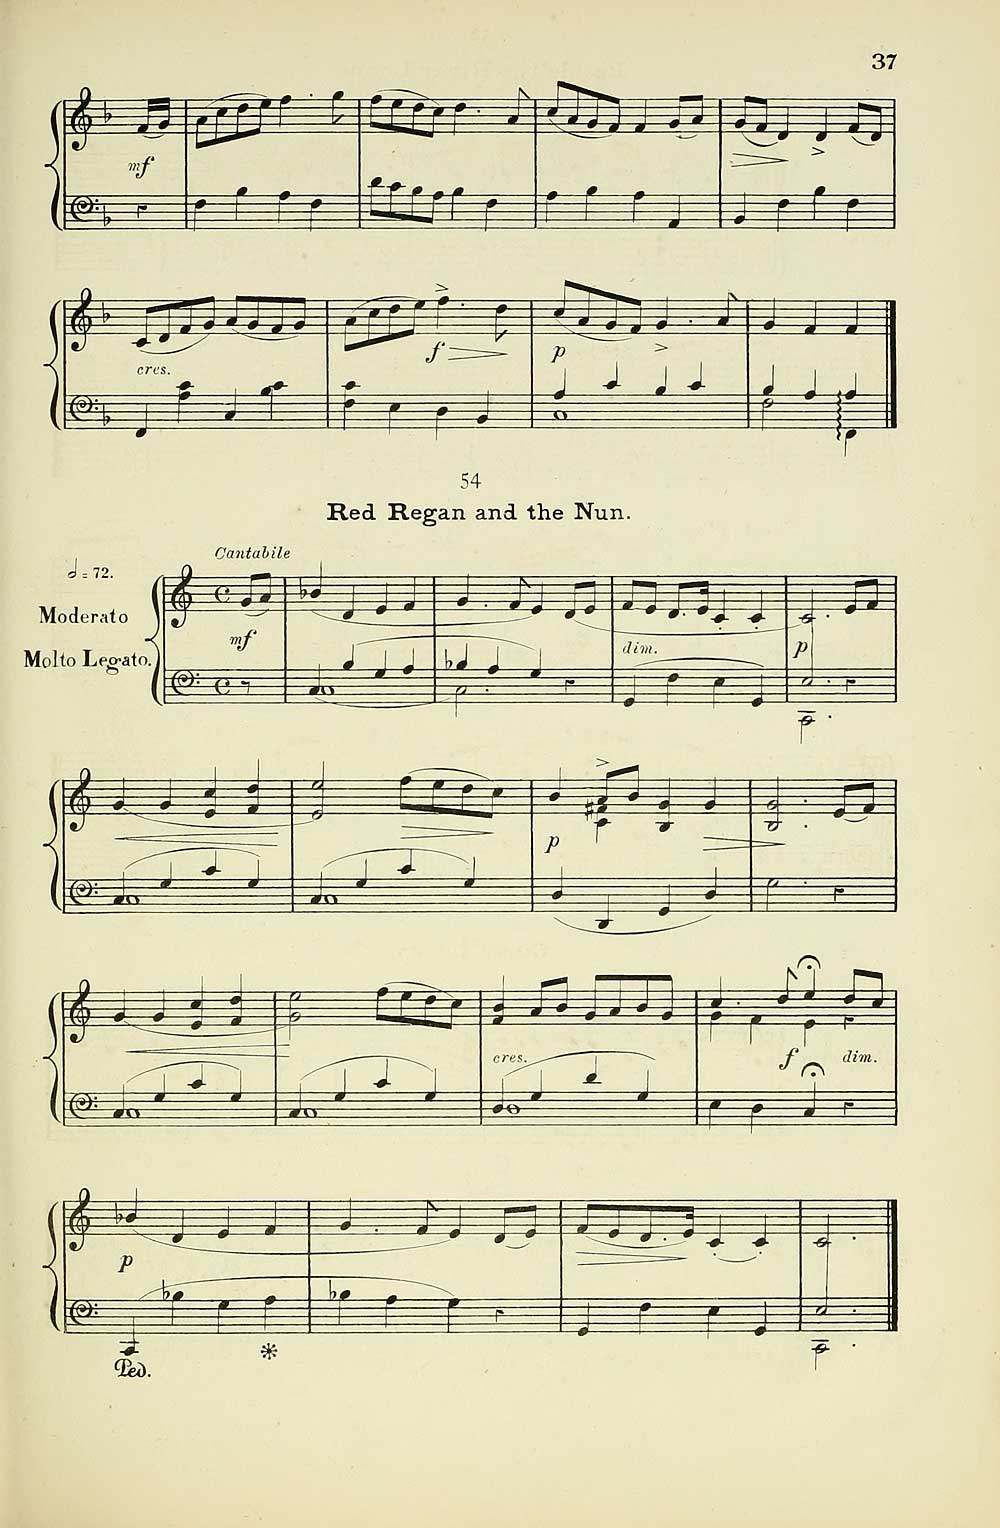 37
mf
cres.
f
p
54
Red Regan and the Nun.
Cantabile
= 72.
Moderato
Molto Legato.
mf
dim.
p
p
cres.
f
dim.
p
Ped.